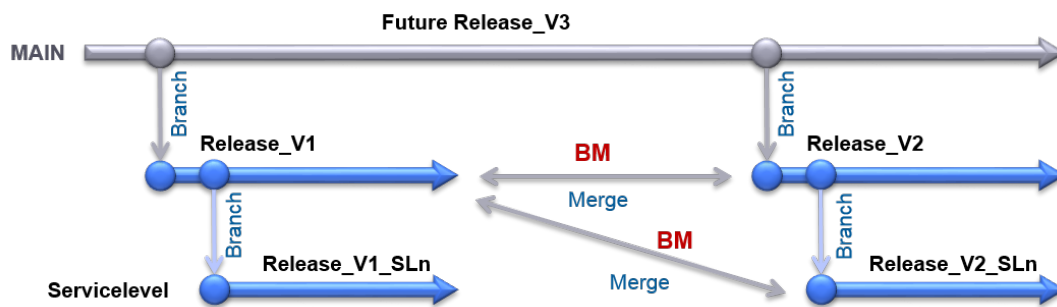 Future Release_V3
MAIN
Branch
Branch
Release_V1
BM
Release_V2
Merge
Branch
BM
Branch
Release_V1_SLn
Release_V2_SLn
Merge
Servicelevel